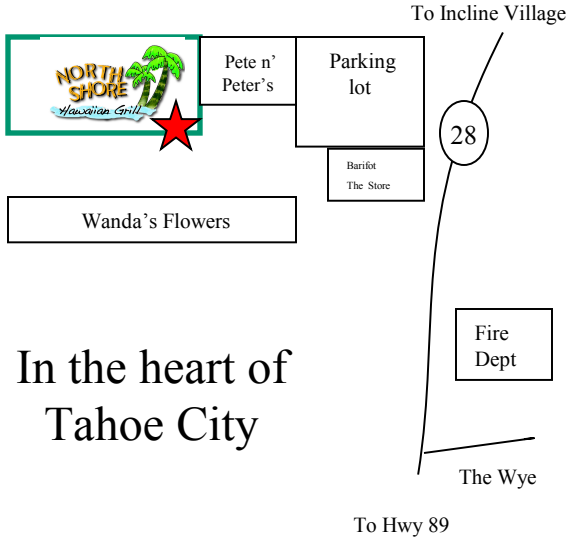 To Incline Village
NORTH
SHORE
Hawaiian Grill
Pete n'
Peter's
Parking
lot
28
Barifot
The Store
Wanda's Flowers
Fire
Dept
In the heart of
Tahoe City
The Wye
To Hwy 89